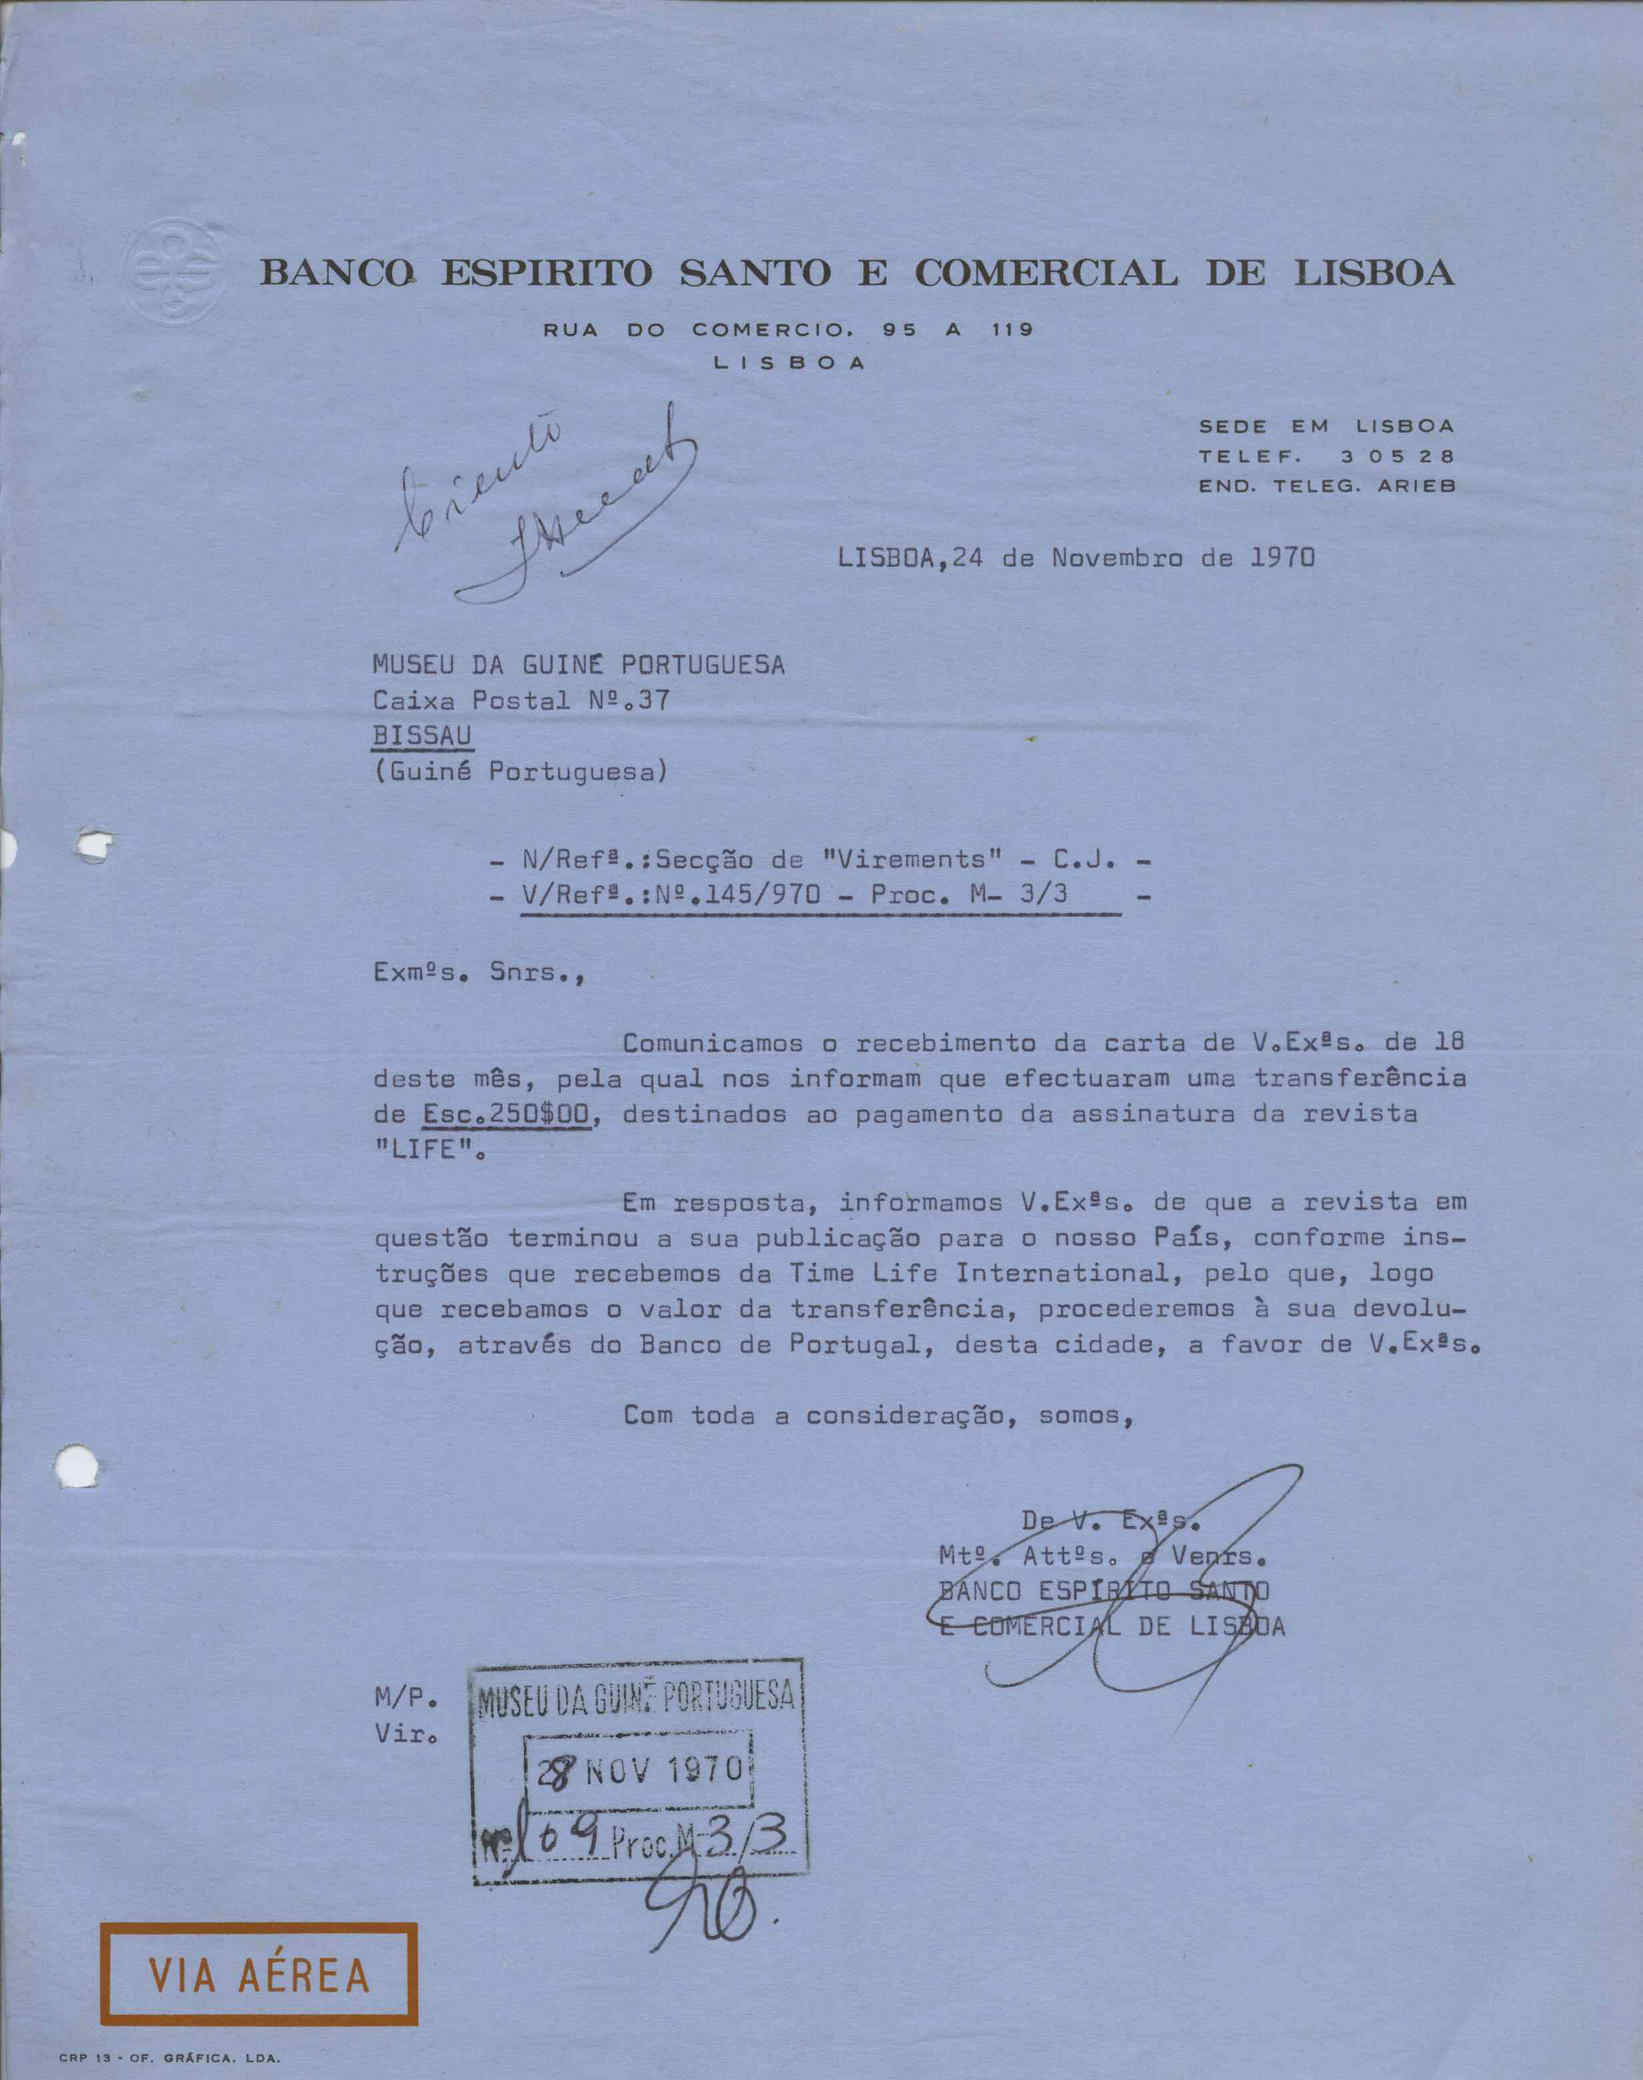 BANCO ESPIRITO SANTO E COMERCIAL DE LISBOA
RUA DO COMERCIO, 95 A 119
LISBOA
SEDE EM LISBOA
TELEF. 30528
END. TELEG. ARIEB
LISBOA,24 de Novembro de 1970
MUSEU DA GUINÉ PORTUGUESA
Caixa Postal Nº.37
BISSAU
(Guiné Portuguesa)
- N/Refª.:Secção de "Virements" - C.J. -
- V/Refª.:Nº.145/970 - Proc. M- 3/3 -
Exmºs. Snrs.,
Comunicamos o recebimento da carta de V.Exªs. de 18
deste mês, pela qual nos informam que efectuaram uma transferência
de Esc.250$00, destinados ao pagamento da assinatura da revista
"LIFE".
Em resposta, informamos V.Exªs. de que a revista em
questão terminou a sua publicação para o nosso País, conforme ins-
truções que recebemos da Time Life International, pelo que, logo
que recebamos o valor da transferência, procederemos à sua devolu-
ção, através do Banco de Portugal, desta cidade, a favor de V.Exªs.
Com toda a consideração, somos,
De V. Exªs.
Mtº. Attºs. e Venrs.
BANCO ESPÍRITO SANTO
E COMERCIAL DE LISBOA
M/P.
Vir.
MUSEU DA GUINÉ PORTUGUESA
28 NOV 1970
Nº 109 Proc. M-3/3
VIA AÉREA
CRP 13 - OF. GRÁFICA, LDA.